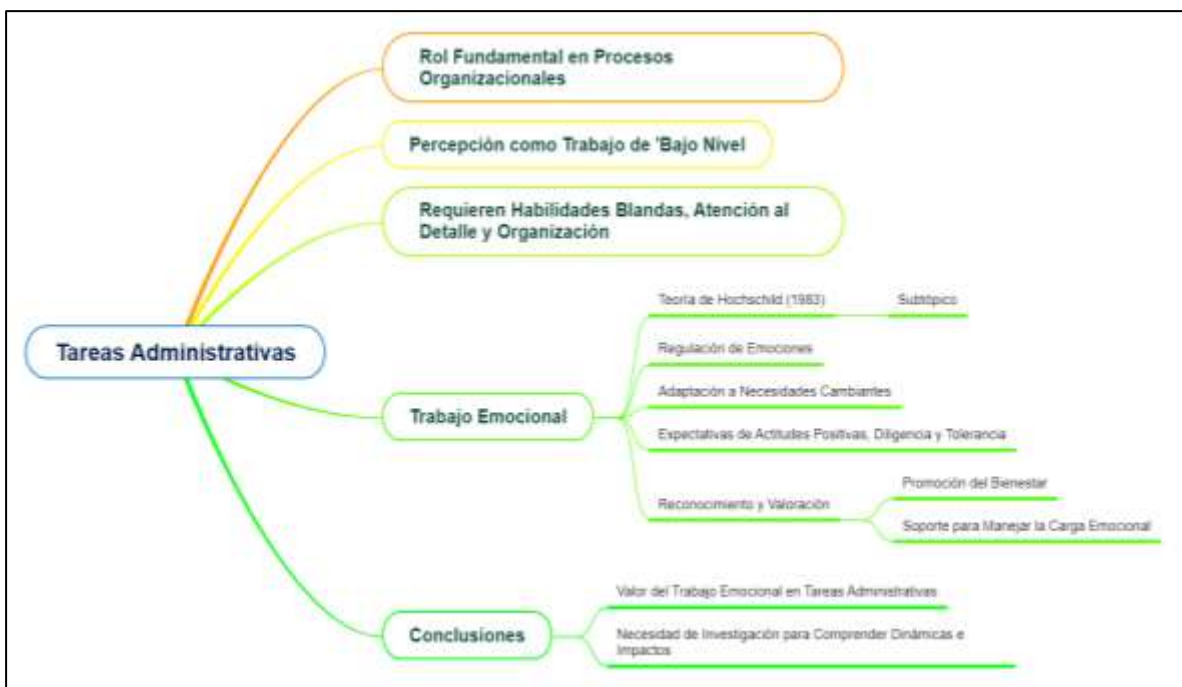 Rol Fundamental en Procesos
Organizacionales
Percepción como Trabajo de 'Bajo Nivel
Requieren Habilidades Blandas, Atención al
Detalle y Organización
Tareas Administrativas
Trabajo Emocional
Teoría de Hochschild (1983)
Subtópico
Regulación de Emociones
Adaptación a Necesidades Cambiantes
Expectativas de Actitudes Positivas, Diligencia y Tolerancia
Reconocimiento y Valoración
Promoción del Bienestar
Soporte para Manejar la Carga Emocional
Conclusiones
Valor del Trabajo Emocional en Tareas Administrativas
Necesidad de Investigación para Comprender Dinámicas e
Impactos